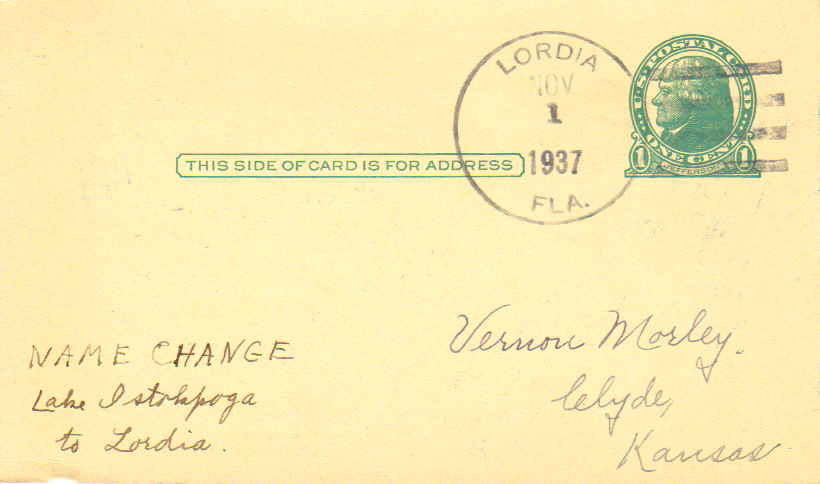 LORDIA
NOV
1
1937
FLA.
U.S. POSTAL CARD
ONE CENT
1 JEFFERSON 1
THIS SIDE OF CARD IS FOR ADDRESS
Vernon Morley.
Clyde,
Kansas
NAME CHANGE
Lake Istokpoga
to Lordia.